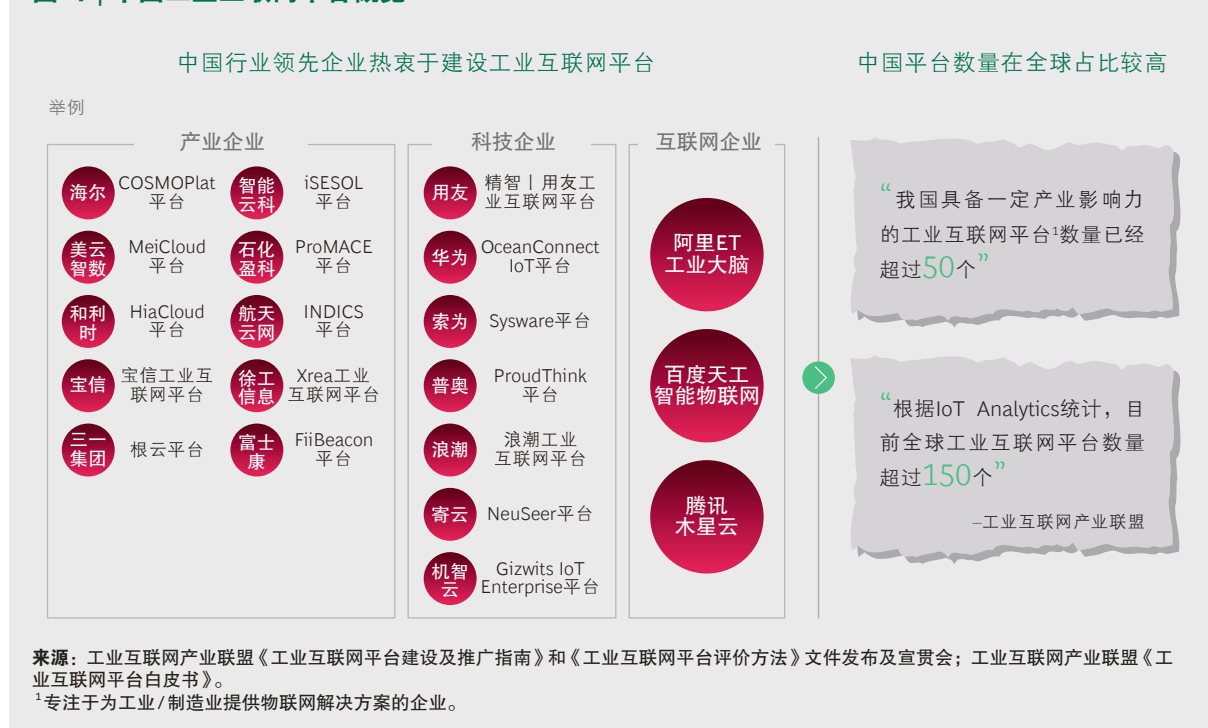 中国行业领先企业热衷于建设工业互联网平台
中国平台数量在全球占比较高
举例
产业企业
海尔
COSMOPlat
平台
智能
云科
iSESOL
平台
美云
智数
MeiCloud
平台
石化
盈科
ProMACE
平台
和利
时
HiaCloud
平台
航天
云网
INDICS
平台
宝信
宝信工业互
联网平台
徐工
信息
Xrea工业
互联网平台
三一
集团
根云平台
富士
康
FiiBeacon
平台
科技企业
用友
精智｜用友工
业互联网平台
华为
OceanConnect
IoT平台
索为
Sysware平台
普奥
ProudThink
平台
浪潮
浪潮工业
互联网平台
寄云
NeuSeer平台
机智
云
Gizwits IoT
Enterprise平台
互联网企业
阿里ET
工业大脑
百度天工
智能物联网
腾讯
木星云
“我国具备一定产业影响力
的工业互联网平台¹数量已经
超过50个”
“根据IoT Analytics统计，目
前全球工业互联网平台数量
超过150个”
–工业互联网产业联盟
来源：工业互联网产业联盟《工业互联网平台建设及推广指南》和《工业互联网平台评价方法》文件发布及宣贯会；工业互联网产业联盟《工
业互联网平台白皮书》。
¹专注于为工业/制造业提供物联网解决方案的企业。